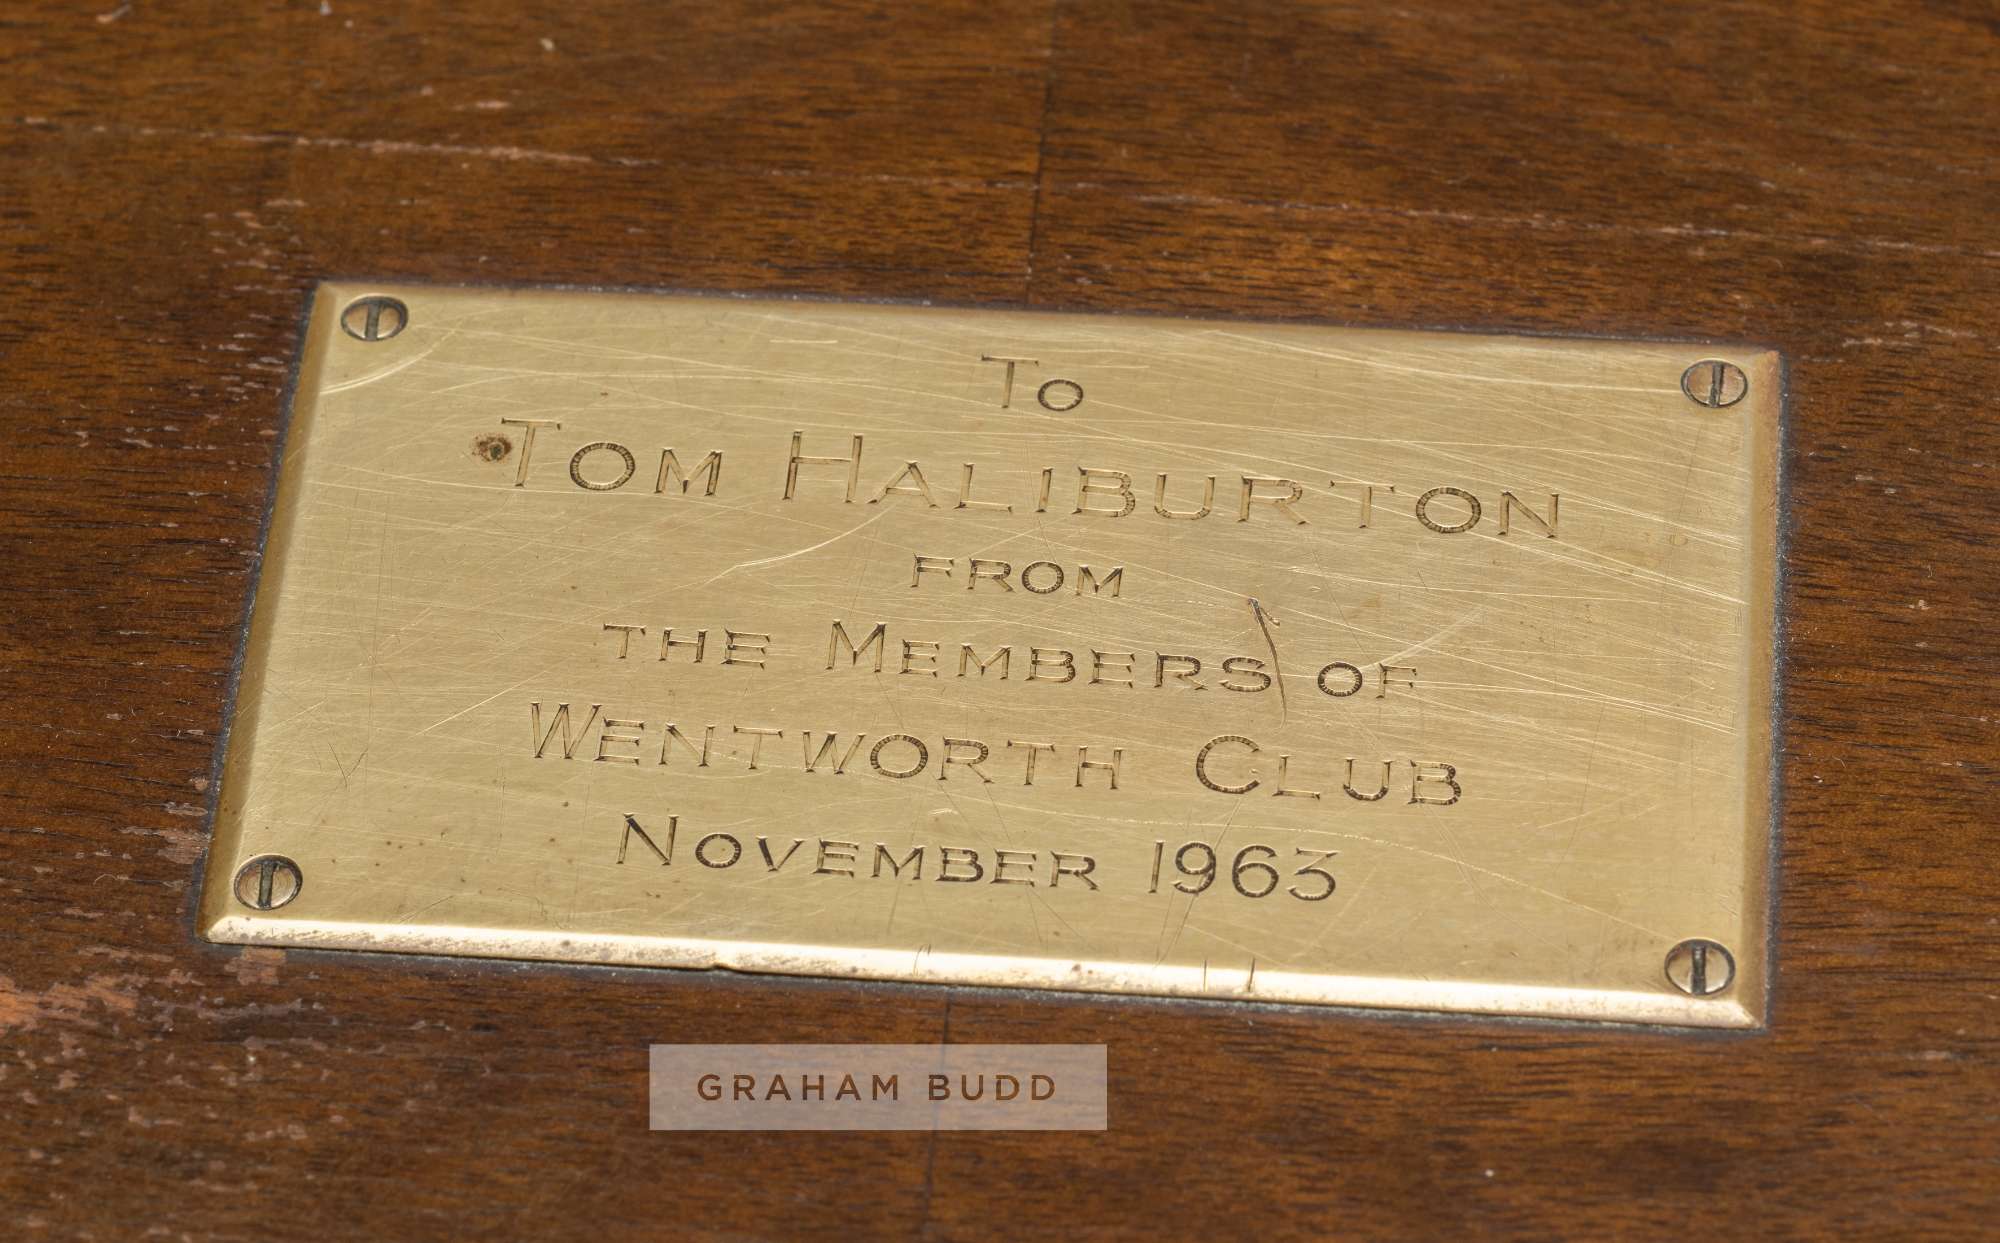 To
Tom Haliburton
from
the Members of
Wentworth Club
November 1963
GRAHAM BUDD